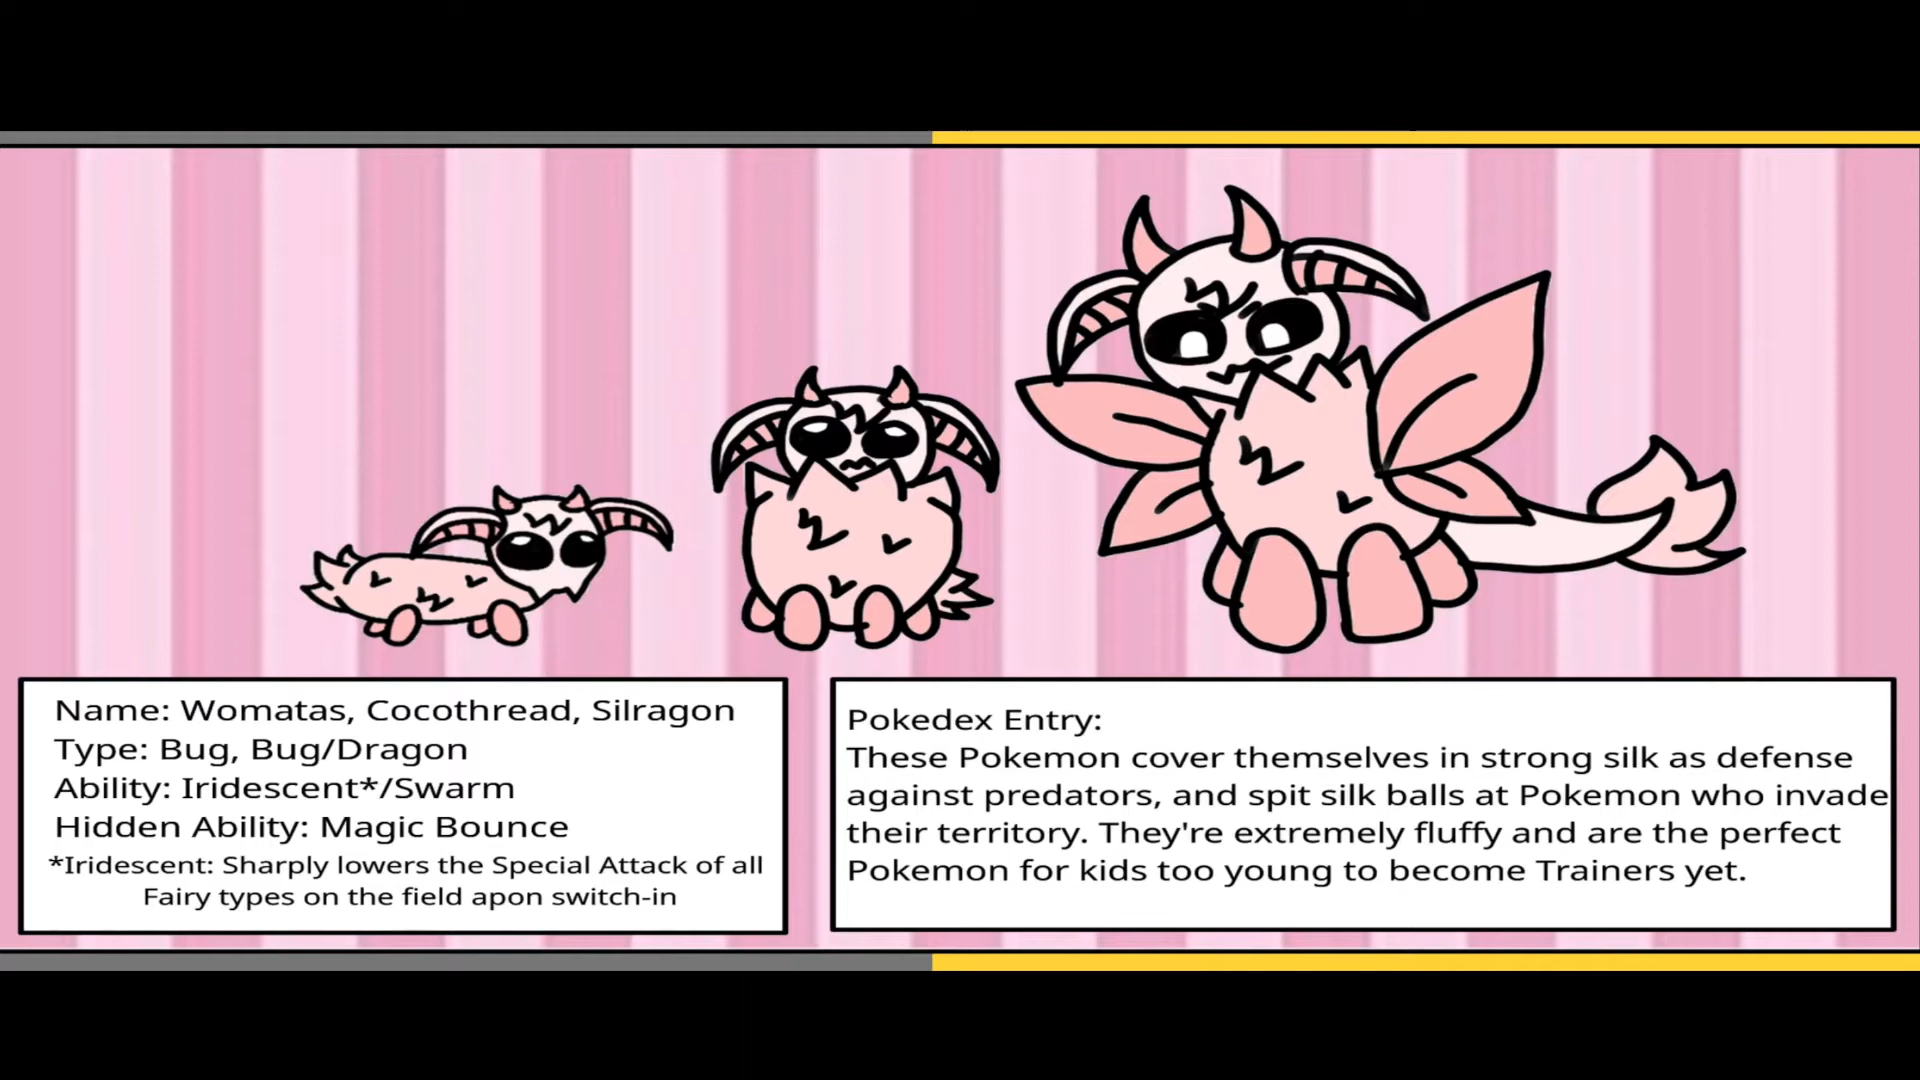 Name: Womatas, Cocothread, Silragon
Type: Bug, Bug/Dragon
Ability: Iridescent*/Swarm
Hidden Ability: Magic Bounce
*Iridescent: Sharply lowers the Special Attack of all
Fairy types on the field apon switch-in
Pokedex Entry:
These Pokemon cover themselves in strong silk as defense
against predators, and spit silk balls at Pokemon who invade
their territory. They're extremely fluffy and are the perfect
Pokemon for kids too young to become Trainers yet.